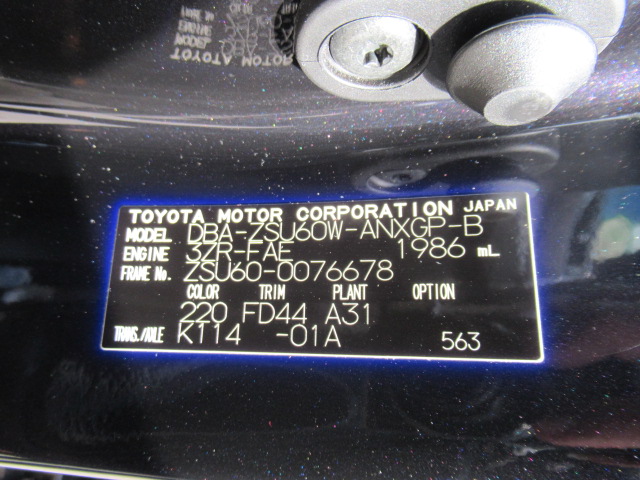 TOYOTA MOTOR CORPORATION JAPAN
MODEL DBA-ZSU60W-ANXGP-B
ENGINE 3ZR-FAE 1986 mL
FRAME No. ZSU60-0076678
COLOR TRIM PLANT OPTION
220 FD44 A31
TRANS./AXLE K114 -01A 563